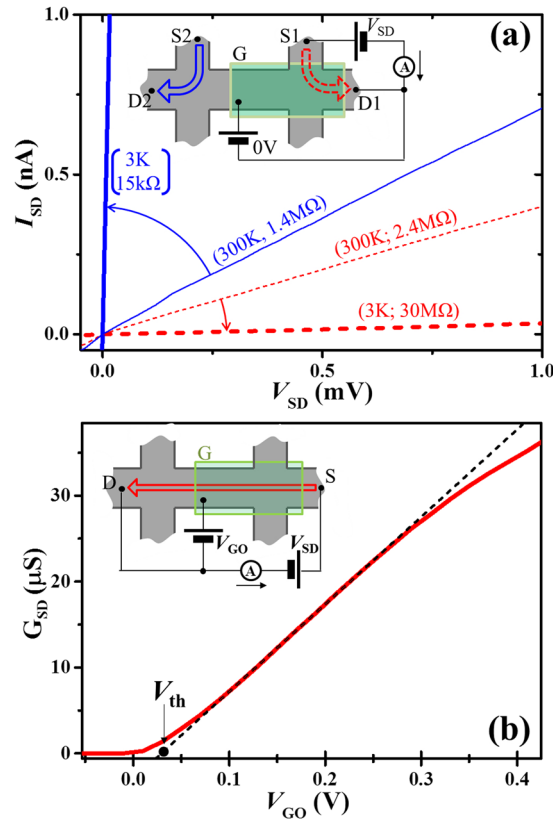 (a)
1.0
S2
S1
V_SD
G
A
D2
D1
0V
3K
15kΩ
0.5
(300K, 1.4MΩ)
(300K; 2.4MΩ)
(3K; 30MΩ)
0.0
I_SD (nA)
0.0
0.5
1.0
V_SD (mV)
(b)
G
D
S
V_GO
V_SD
A
30
20
10
0
G_SD (μS)
V_th
0.0
0.1
0.2
0.3
0.4
V_GO (V)